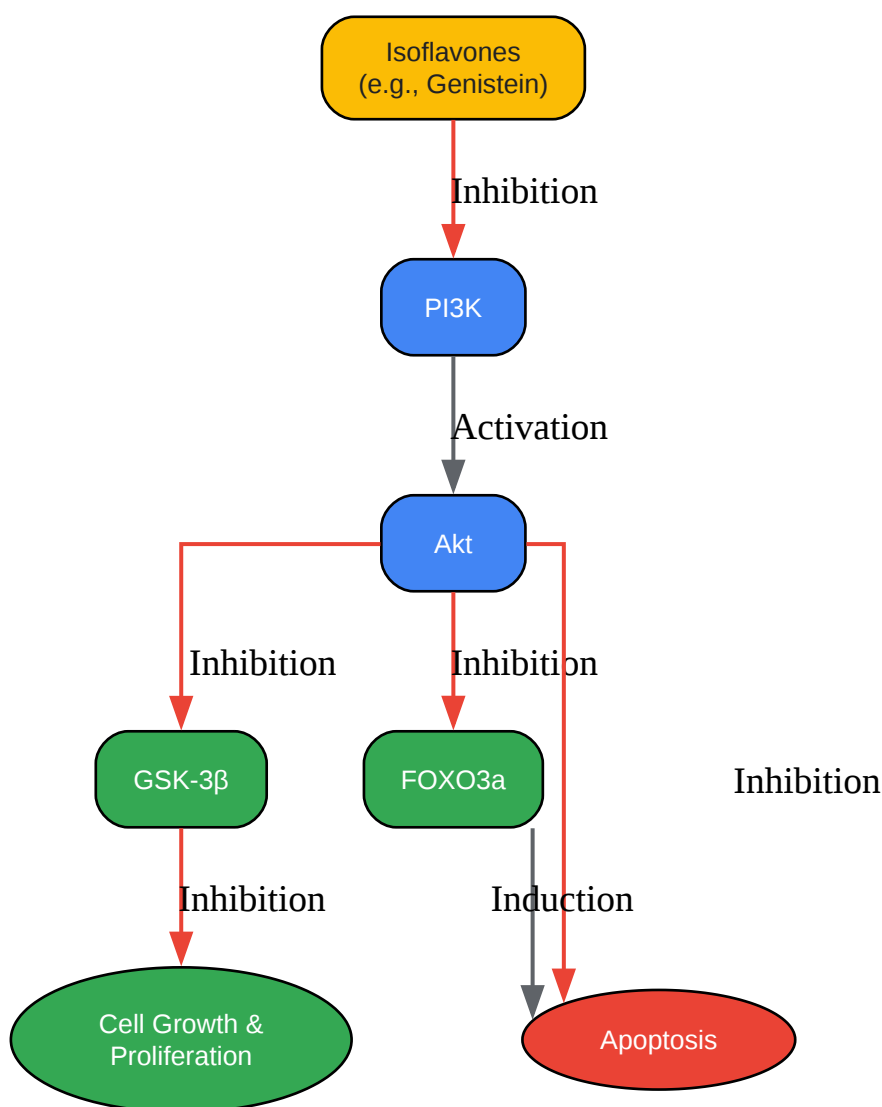 Isoflavones
(e.g., Genistein)
Inhibition
PI3K
Activation
Akt
Inhibition
Inhibition
GSK-3β
FOXO3a
Inhibition
Inhibition
Induction
Cell Growth &
Proliferation
Apoptosis